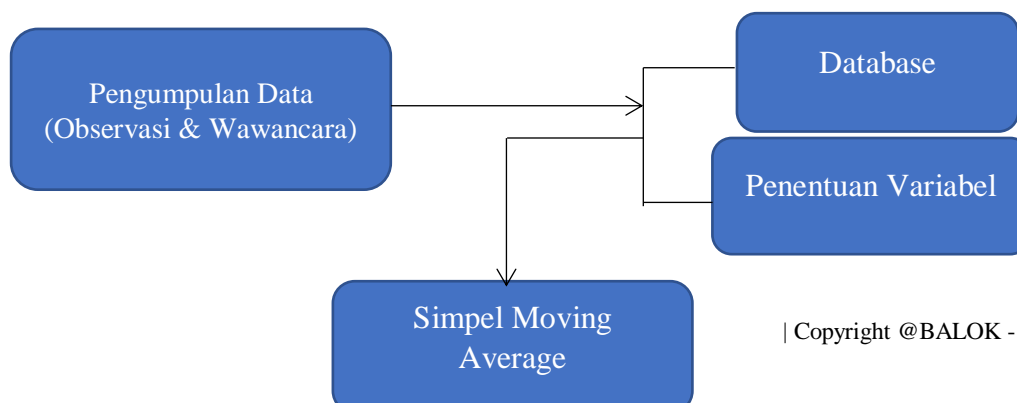 Pengumpulan Data
(Observasi & Wawancara)
Database
Penentuan Variabel
Simpel Moving
Average
| Copyright @BALOK -